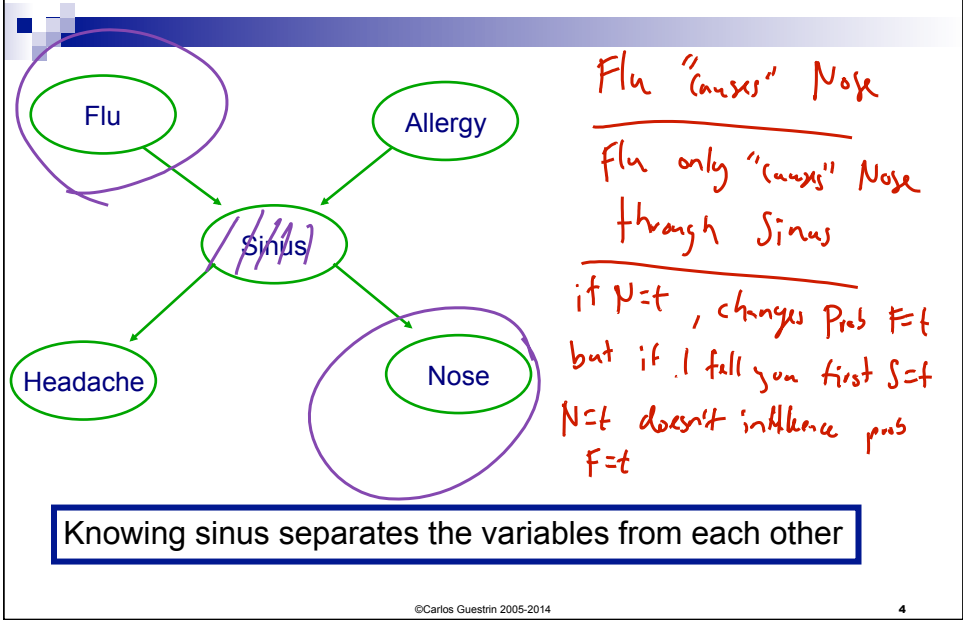 Flu
Allergy
Sinus
Headache
Nose
Flu "causes" Nose
Flu only "causes" Nose
through Sinus
if N=t, changes Prob F=t
but if I tell you first S=t
N=t doesn't influence prob
F=t
Knowing sinus separates the variables from each other
©Carlos Guestrin 2005-2014
4